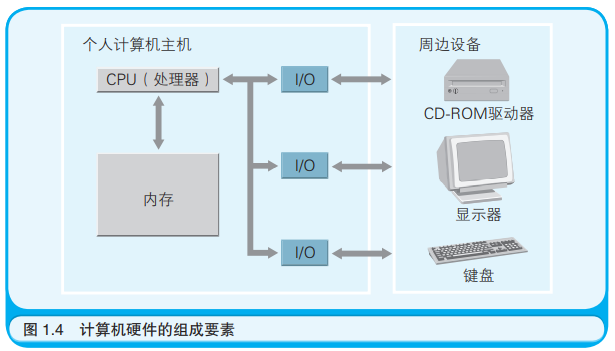 个人计算机主机
周边设备
CPU（处理器）
I/O
CD-ROM驱动器
内存
I/O
显示器
I/O
键盘
图 1.4 计算机硬件的组成要素